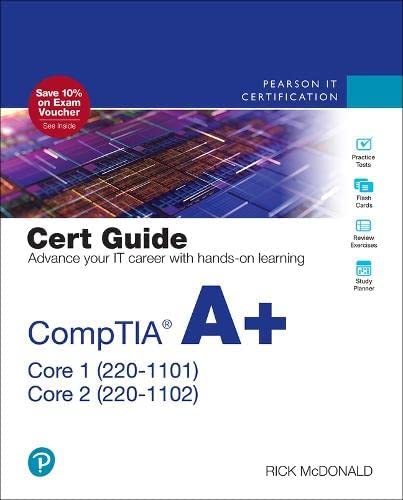 Save 10%
on Exam
Voucher
See Inside
PEARSON IT
CERTIFICATION
Practice
Tests
Flash
Cards
Review
Exercises
Study
Planner
Cert Guide
Advance your IT career with hands-on learning
CompTIA® A+
Core 1 (220-1101)
Core 2 (220-1102)
P
RICK McDONALD